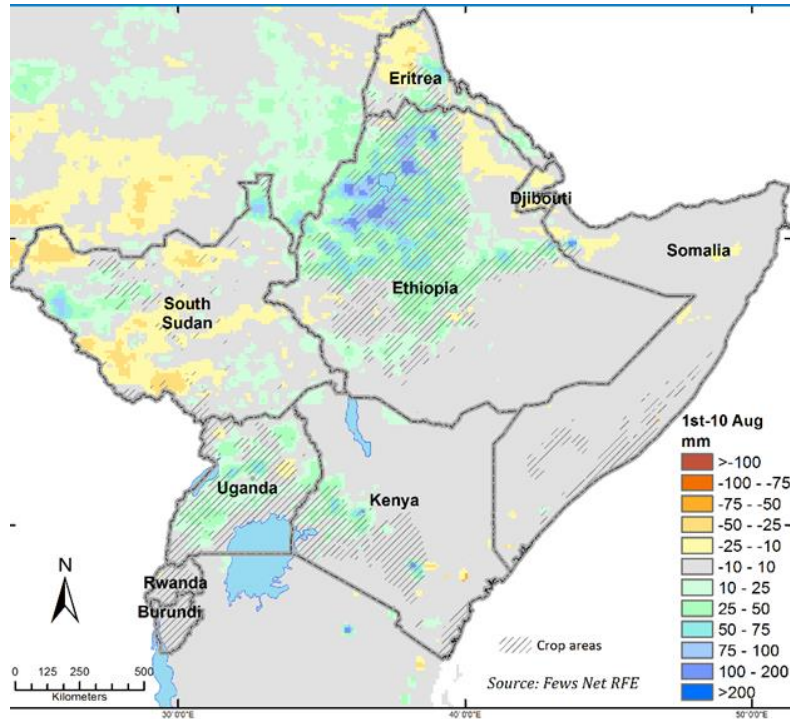 Eritrea
Djibouti
Somalia
Ethiopia
South
Sudan
Uganda
Kenya
Rwanda
Burundi
N
0 125 250 500
Kilometers
1st-10 Aug
mm
>-100
-100 - -75
-75 - -50
-50 - -25
-25 - -10
-10 - 10
10 - 25
25 - 50
50 - 75
75 - 100
100 - 200
>200
Crop areas
Source: Fews Net RFE
30°0'0"E 40°0'0"E 50°0'0"E